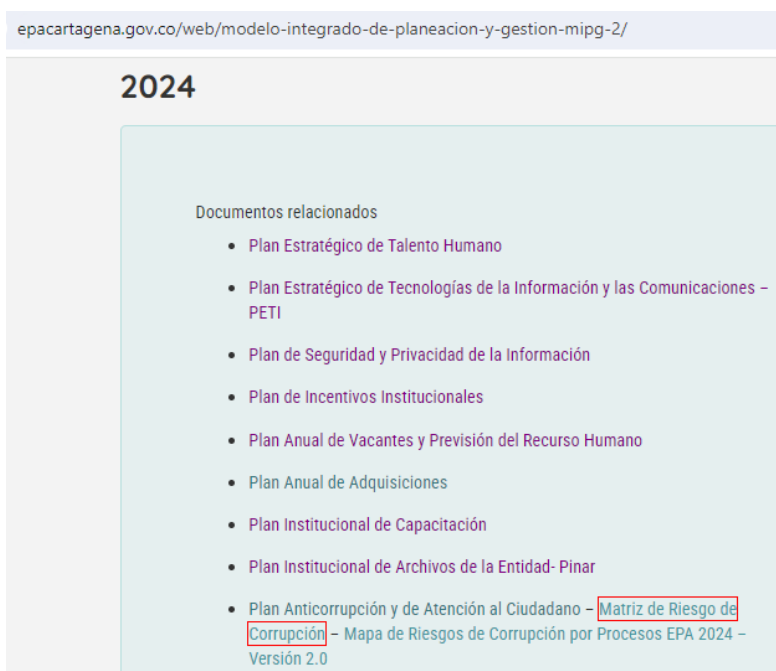 epacartagena.gov.co/web/modelo-integrado-de-planeacion-y-gestion-mipg-2/
2024
Documentos relacionados
• Plan Estratégico de Talento Humano
• Plan Estratégico de Tecnologías de la Información y las Comunicaciones –
PETI
• Plan de Seguridad y Privacidad de la Información
• Plan de Incentivos Institucionales
• Plan Anual de Vacantes y Previsión del Recurso Humano
• Plan Anual de Adquisiciones
• Plan Institucional de Capacitación
• Plan Institucional de Archivos de la Entidad- Pinar
• Plan Anticorrupción y de Atención al Ciudadano – Matriz de Riesgo de
Corrupción – Mapa de Riesgos de Corrupción por Procesos EPA 2024 –
Versión 2.0